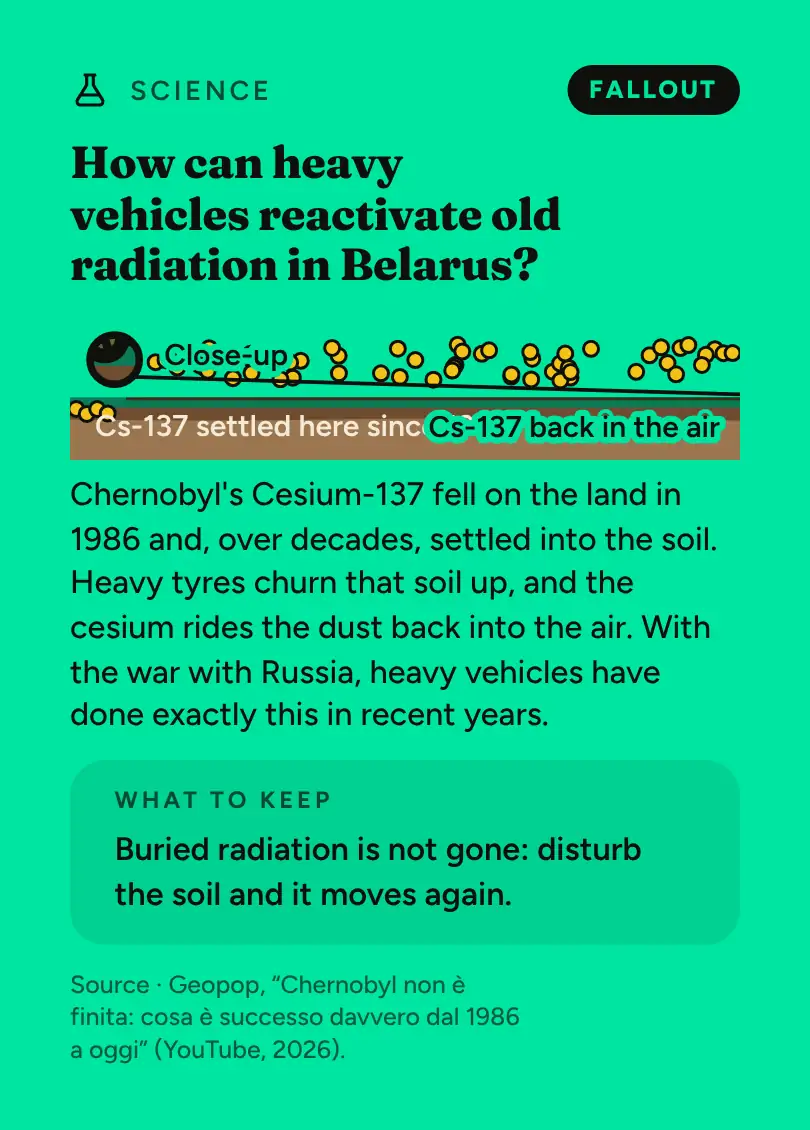 SCIENCE
FALLOUT
How can heavy
vehicles reactivate old
radiation in Belarus?
Close-up
Cs-137 settled here since
Cs-137 back in the air
Chernobyl's Cesium-137 fell on the land in
1986 and, over decades, settled into the soil.
Heavy tyres churn that soil up, and the
cesium rides the dust back into the air. With
the war with Russia, heavy vehicles have
done exactly this in recent years.
WHAT TO KEEP
Buried radiation is not gone: disturb
the soil and it moves again.
Source · Geopop, “Chernobyl non è
finita: cosa è successo davvero dal 1986
a oggi” (YouTube, 2026).